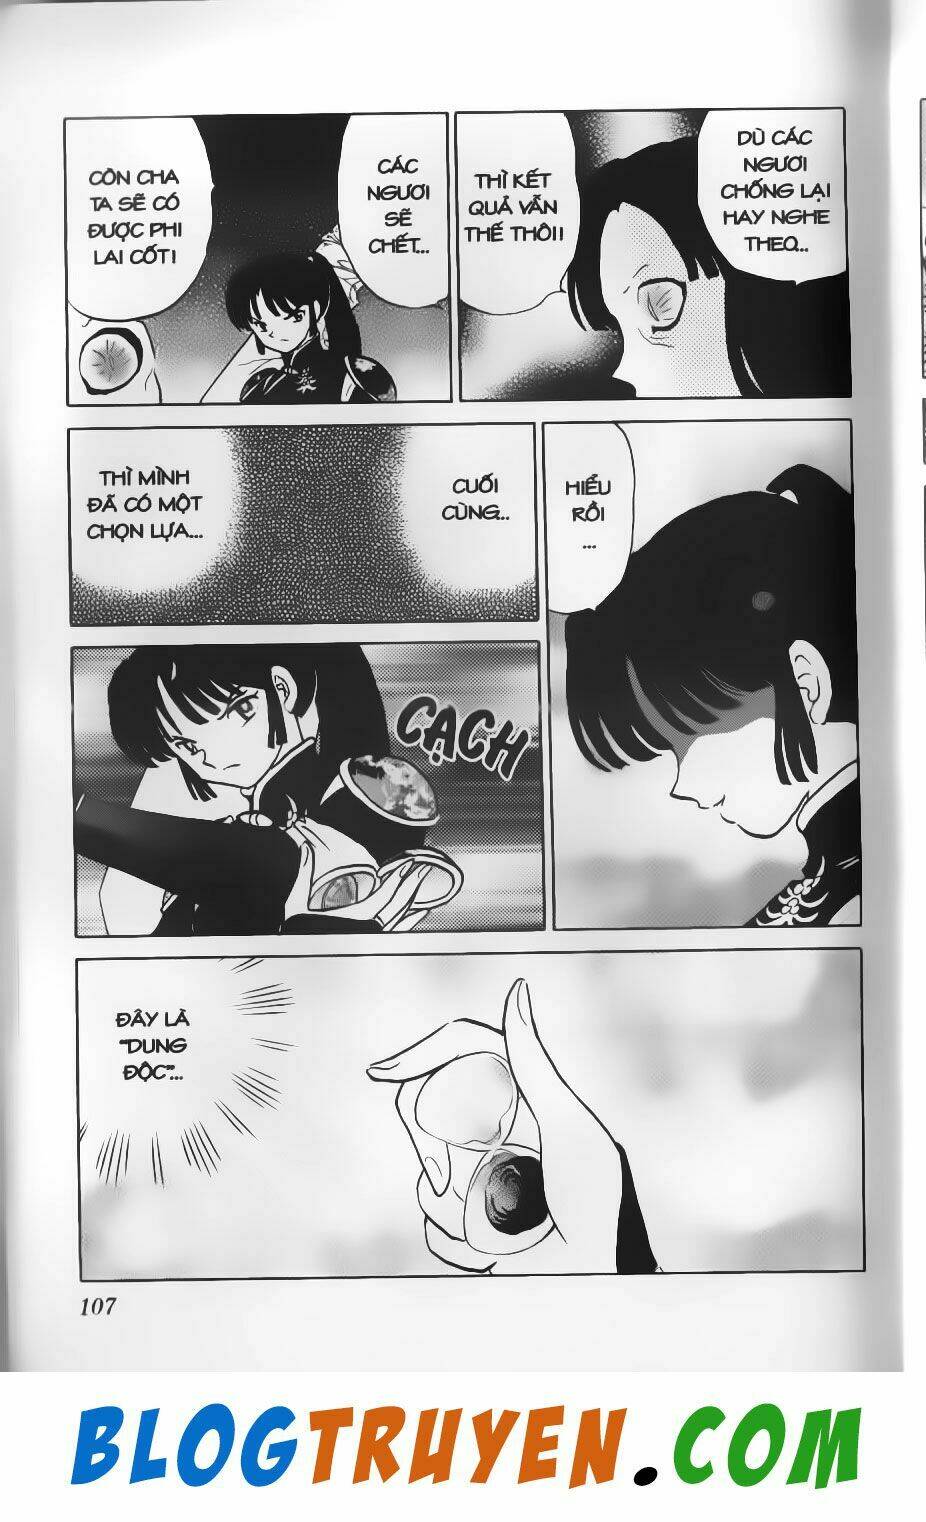 DÙ CÁC
NGƯƠI
CHỐNG LẠI
HAY NGHE
THEO...
THÌ KẾT
QUẢ VẪN
THẾ THÔI!
CÁC
NGƯƠI
SẼ
CHẾT...
CÔN CHA
TA SẼ CÓ
ĐƯỢC PHI
LAI CỐT!
HIỂU
RỒI
...
CUỐI
CÙNG...
THÌ MÌNH
ĐÃ CÓ MỘT
CHỌN LỰA...
CẠCH
ĐÂY LÀ
"DUNG
ĐỘC"...
107
BLOGTRUYEN.COM